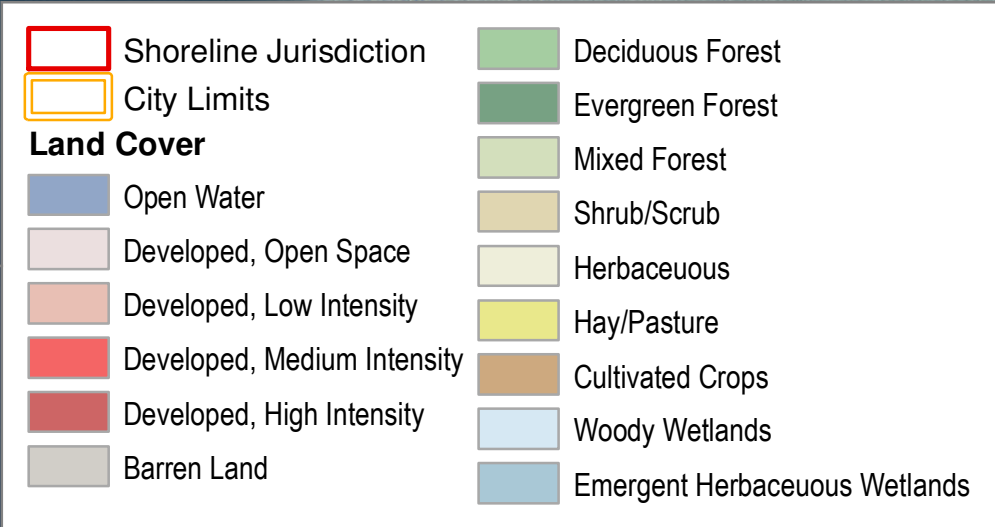 Shoreline Jurisdiction
City Limits
Land Cover
Open Water
Developed, Open Space
Developed, Low Intensity
Developed, Medium Intensity
Developed, High Intensity
Barren Land
Deciduous Forest
Evergreen Forest
Mixed Forest
Shrub/Scrub
Herbaceuous
Hay/Pasture
Cultivated Crops
Woody Wetlands
Emergent Herbaceuous Wetlands